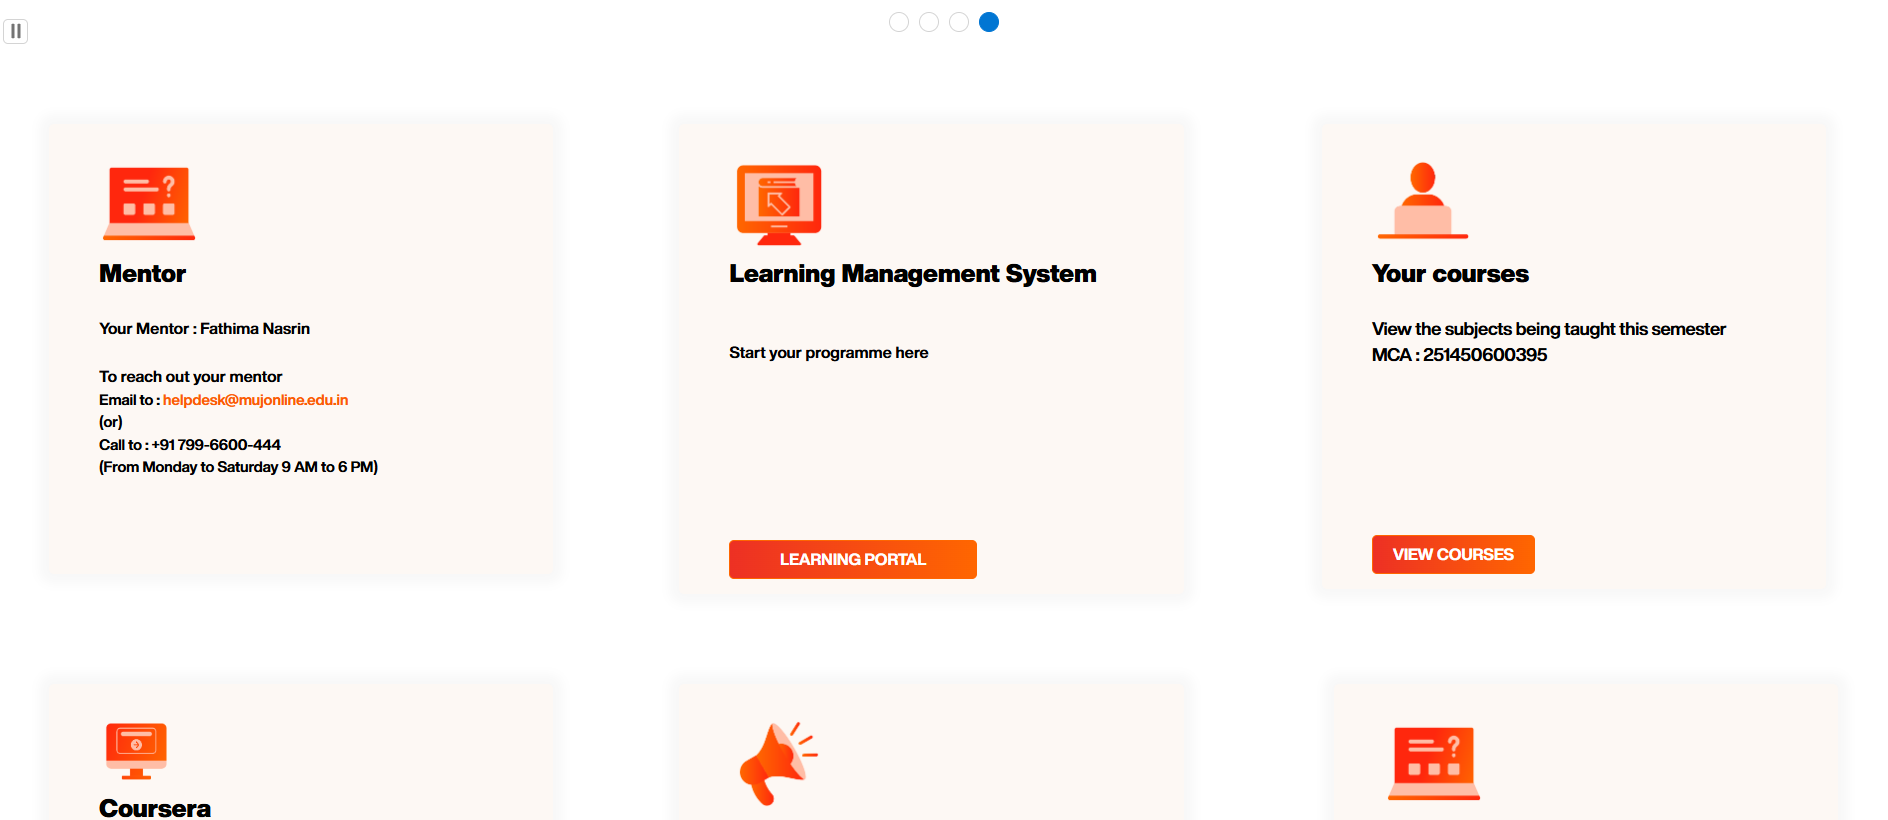 Mentor
Your Mentor : Fathima Nasrin
To reach out your mentor
Email to : helpdesk@mujonline.edu.in
(or)
Call to : +91 799-6600-444
(From Monday to Saturday 9 AM to 6 PM)
Learning Management System
Start your programme here
LEARNING PORTAL
Your courses
View the subjects being taught this semester
MCA : 251450600395
VIEW COURSES
Coursera